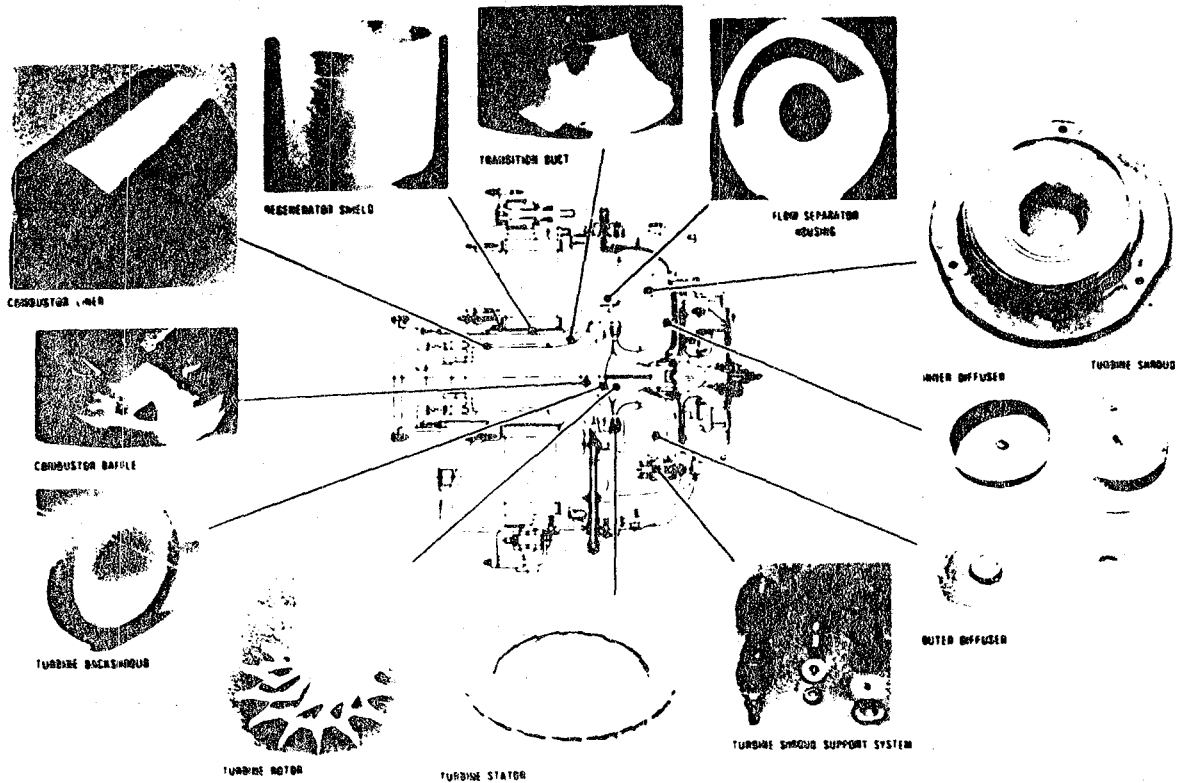 TRANSITION DUCT
REGENERATOR SHIELD
FLOW SEPARATOR
HOUSING
COMBUSTOR LINER
INNER DIFFUSER
TURBINE SHROUD
COMBUSTOR BAFFLE
OUTER DIFFUSER
TURBINE BACKSHROUD
TURBINE SHROUD SUPPORT SYSTEM
TURBINE ROTOR
TURBINE STATOR